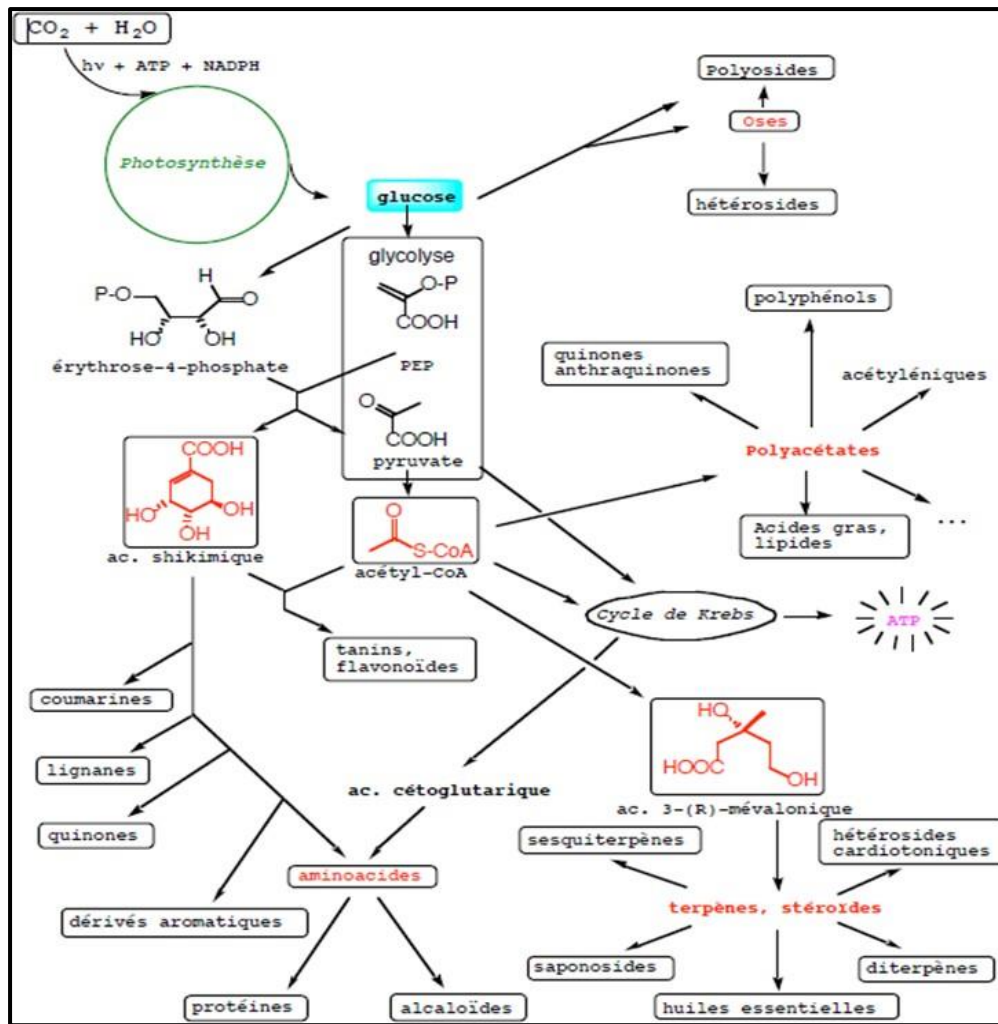 CO2 + H2O
hν + ATP + NADPH
Photosynthèse
Polyosides
Oses
hétérosides
glucose
glycolyse
O-P
COOH
PEP
O
COOH
pyruvate
H
P-O
O
HO
OH
érythrose-4-phosphate
polyphénols
quinones
anthraquinones
acétyléniques
Polyacétates
Acides gras,
lipides
...
COOH
HO
OH
OH
ac. shikimique
O
S-CoA
acétyl-CoA
Cycle de Krebs
ATP
tanins,
flavonoïdes
coumarines
lignanes
quinones
dérivés aromatiques
ac. cétoglutarique
aminoacides
protéines
alcaloïdes
HO
HOOC
OH
ac. 3-(R)-mévalonique
sesquiterpènes
hétérosides
cardiotoniques
terpènes, stéroïdes
saponosides
diterpènes
huiles essentielles